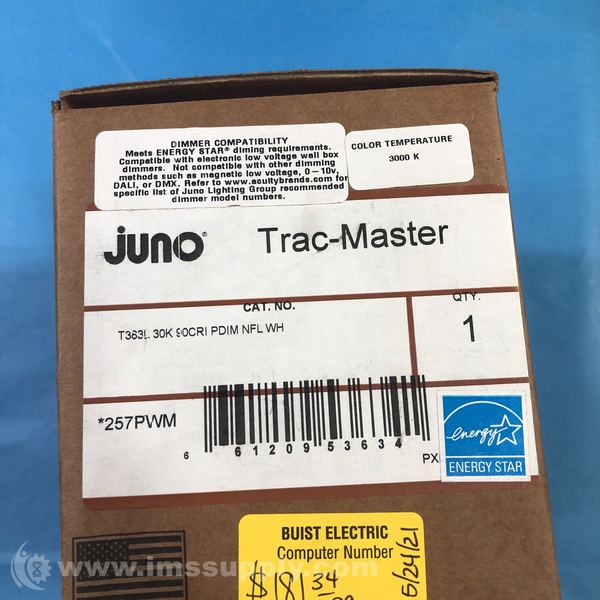 DIMMER COMPATIBILITY
Meets ENERGY STAR® diming requirements.
Compatible with electronic low voltage wall box
dimmers. Not compatible with other dimming
methods such as magnetic low voltage, 0-10v,
DALI, or DMX. Refer to www.acuitybrands.com for
specific list of Juno Lighting Group recommended
dimmer model numbers.
COLOR TEMPERATURE
3000 K
juno® Trac-Master
CAT. NO.
QTY.
T383L 30K 90CRI PDIM NFL WH
1
*257PWM
6 61209 53634
PX
energy
ENERGY STAR
BUIST ELECTRIC
Computer Number
$181 34
5/24/21
www.imssupply.com